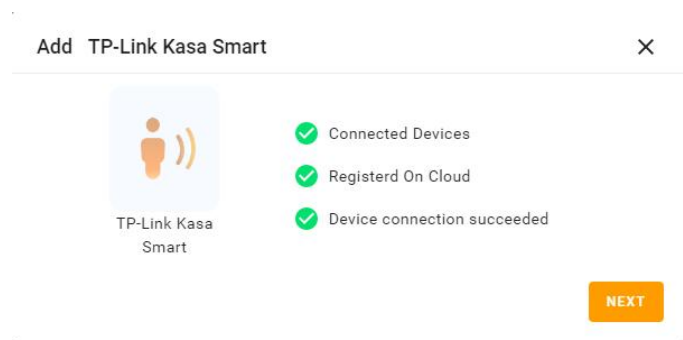 Add TP-Link Kasa Smart
Connected Devices
Registerd On Cloud
Device connection succeeded
TP-Link Kasa
Smart
NEXT